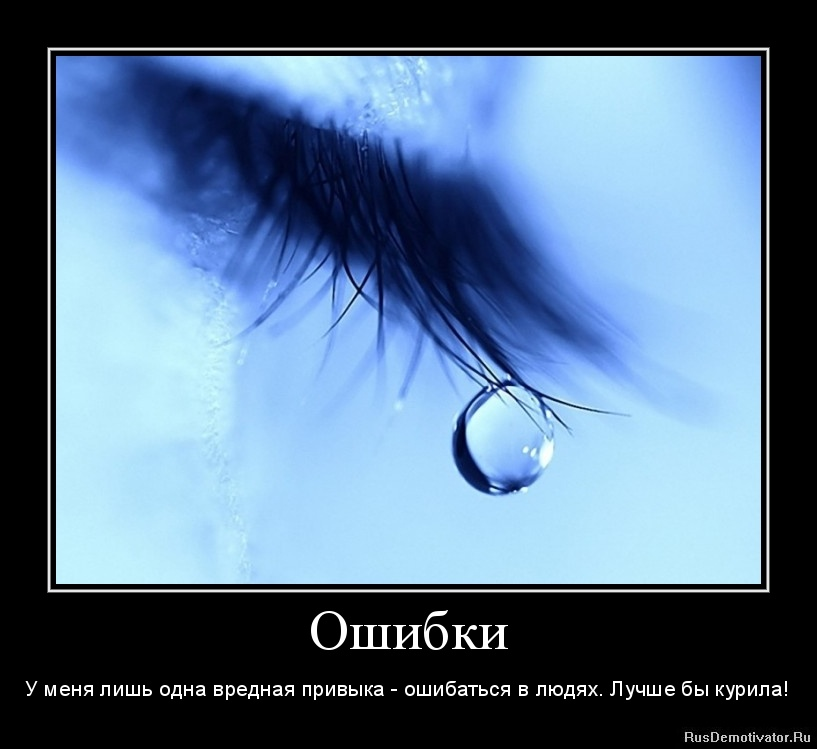 Ошибки
У меня лишь одна вредная привыка - ошибаться в людях. Лучше бы курила!
RusDemotivator.Ru